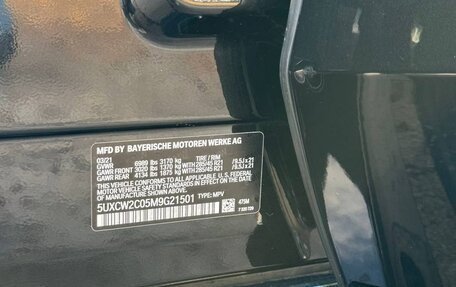 MFD BY BAYERISCHE MOTOREN WERKE AG
03/21
GVWR 6989 lbs 3170 kg TIRE / RIM
GAWR FRONT 3020 lbs 1370 kg WITH 285/45 R21 /9.5J x 21
GAWR REAR 4134 lbs 1875 kg WITH 285/45 R21 /9.5J x 21
THIS VEHICLE CONFORMS TO ALL APPLICABLE U.S. FEDERAL
MOTOR VEHICLE SAFETY STANDARDS IN EFFECT ON THE
DATE OF MANUFACTURE SHOWN ABOVE.
5UXCW2C05M9G21501 TYPE: MPV
475M